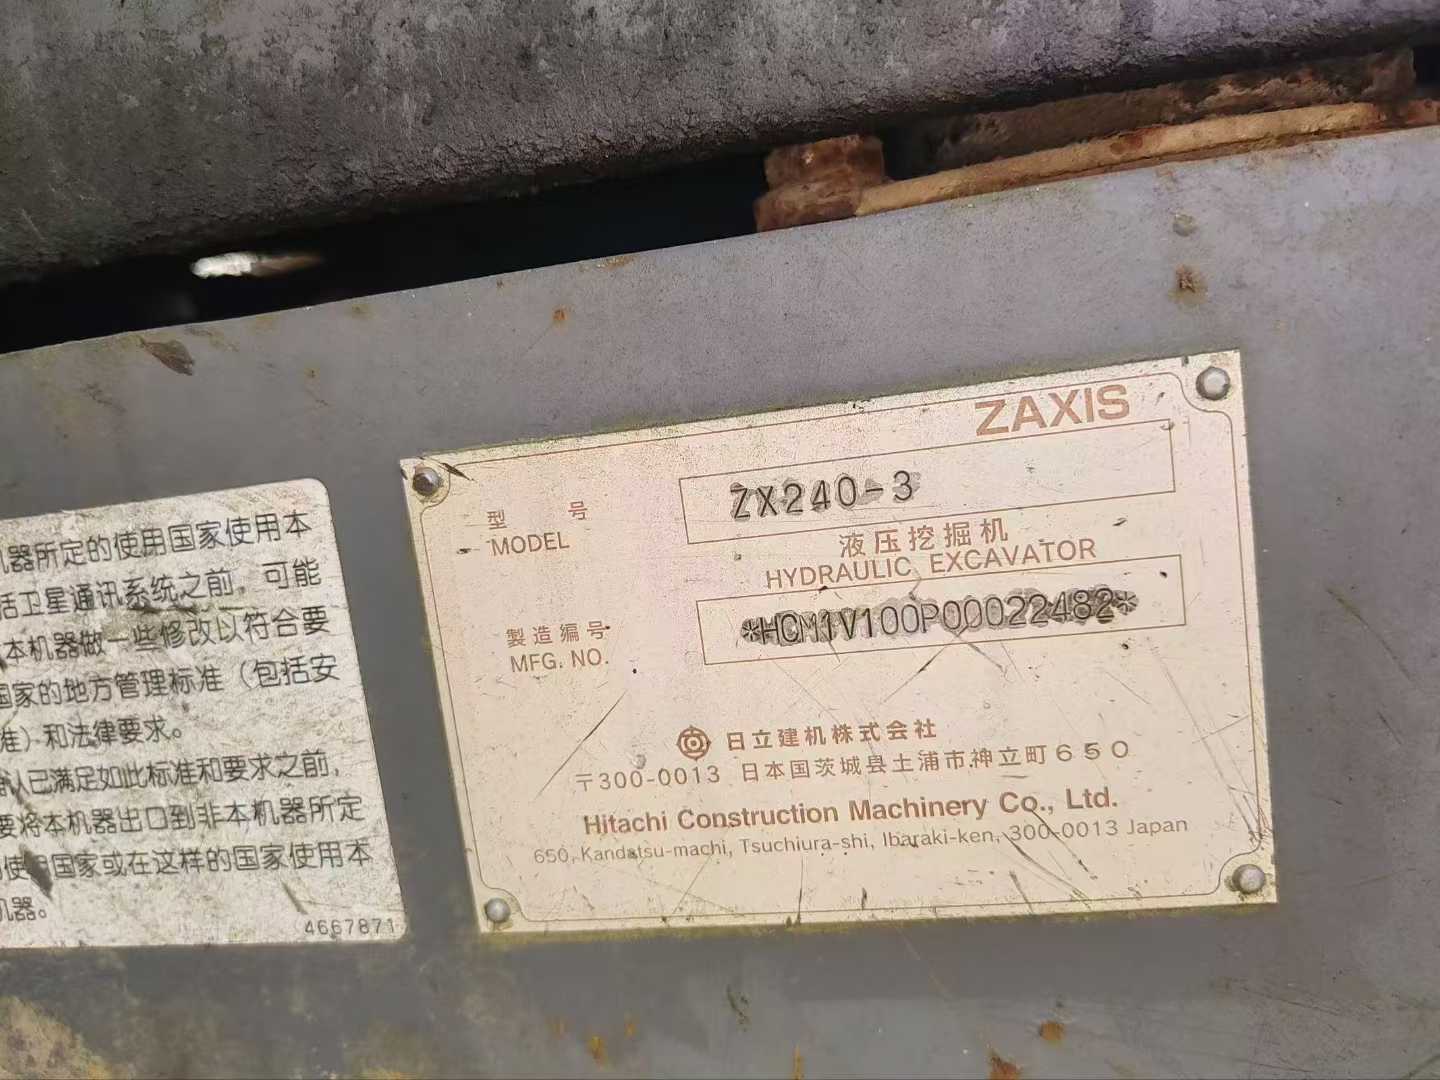 机器所定的使用国家使用本
括卫星通讯系统之前，可能
本机器做一些修改以符合要
国家的地方管理标准（包括安
准）和法律要求。
认已满足如此标准和要求之前，
要将本机器出口到非本机器所定
使用国家或在这样的国家使用本
机器。
4667871
ZAXIS
型 号 ZX240-3
MODEL
液压挖掘机
HYDRAULIC EXCAVATOR
製造编号 *HCM1V100P00022482*
MFG. NO.
日立建机株式会社
〒300-0013 日本国茨城县土浦市神立町650
Hitachi Construction Machinery Co., Ltd.
650, Kandatsu-machi, Tsuchiura-shi, Ibaraki-ken, 300-0013 Japan